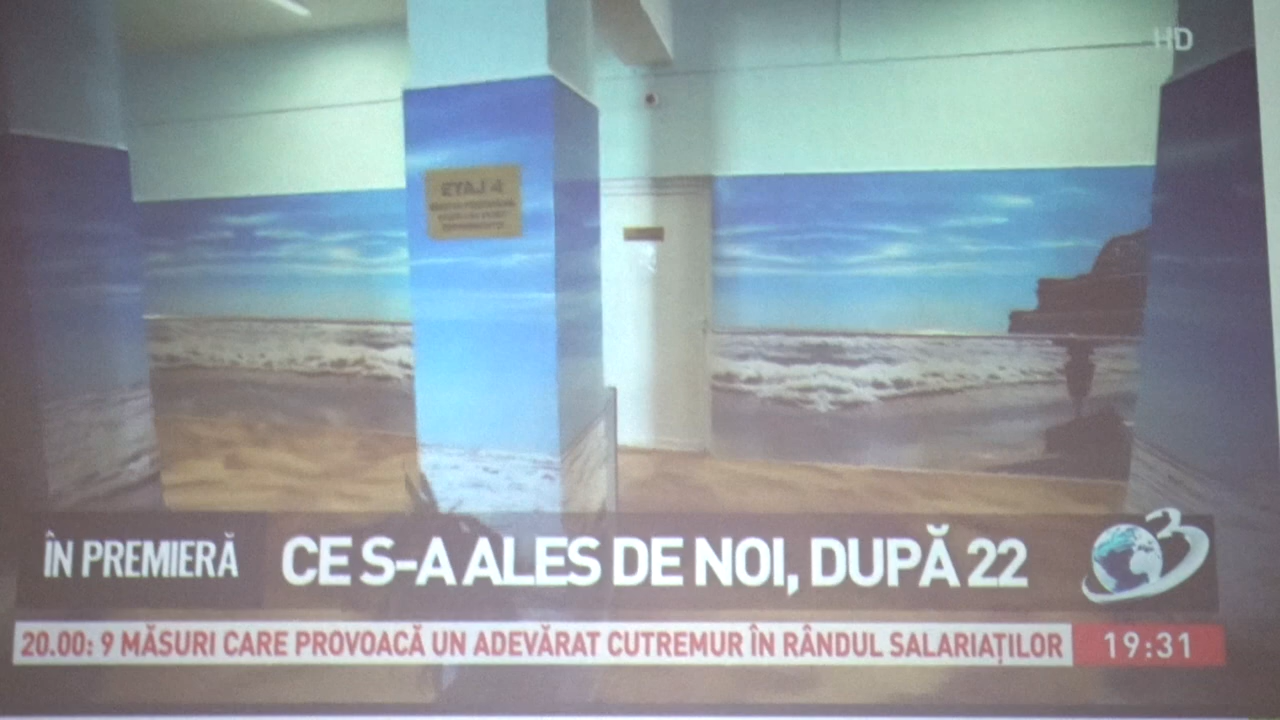 HD
ETAJ 4
ÎN PREMIERĂ
CE S-A ALES DE NOI, DUPĂ 22
3
20.00: 9 MĂSURI CARE PROVOACĂ UN ADEVĂRAT CUTREMUR ÎN RÂNDUL SALARIAȚILOR
19:31